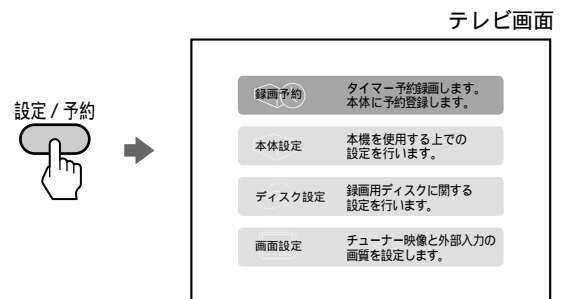 テレビ画面
設定 / 予約
録画予約
タイマー予約録画します。
本体に予約登録します。
本体設定
本機を使用する上での
設定を行います。
ディスク設定
録画用ディスクに関する
設定を行います。
画面設定
チューナー映像と外部入力の
画質を設定します。